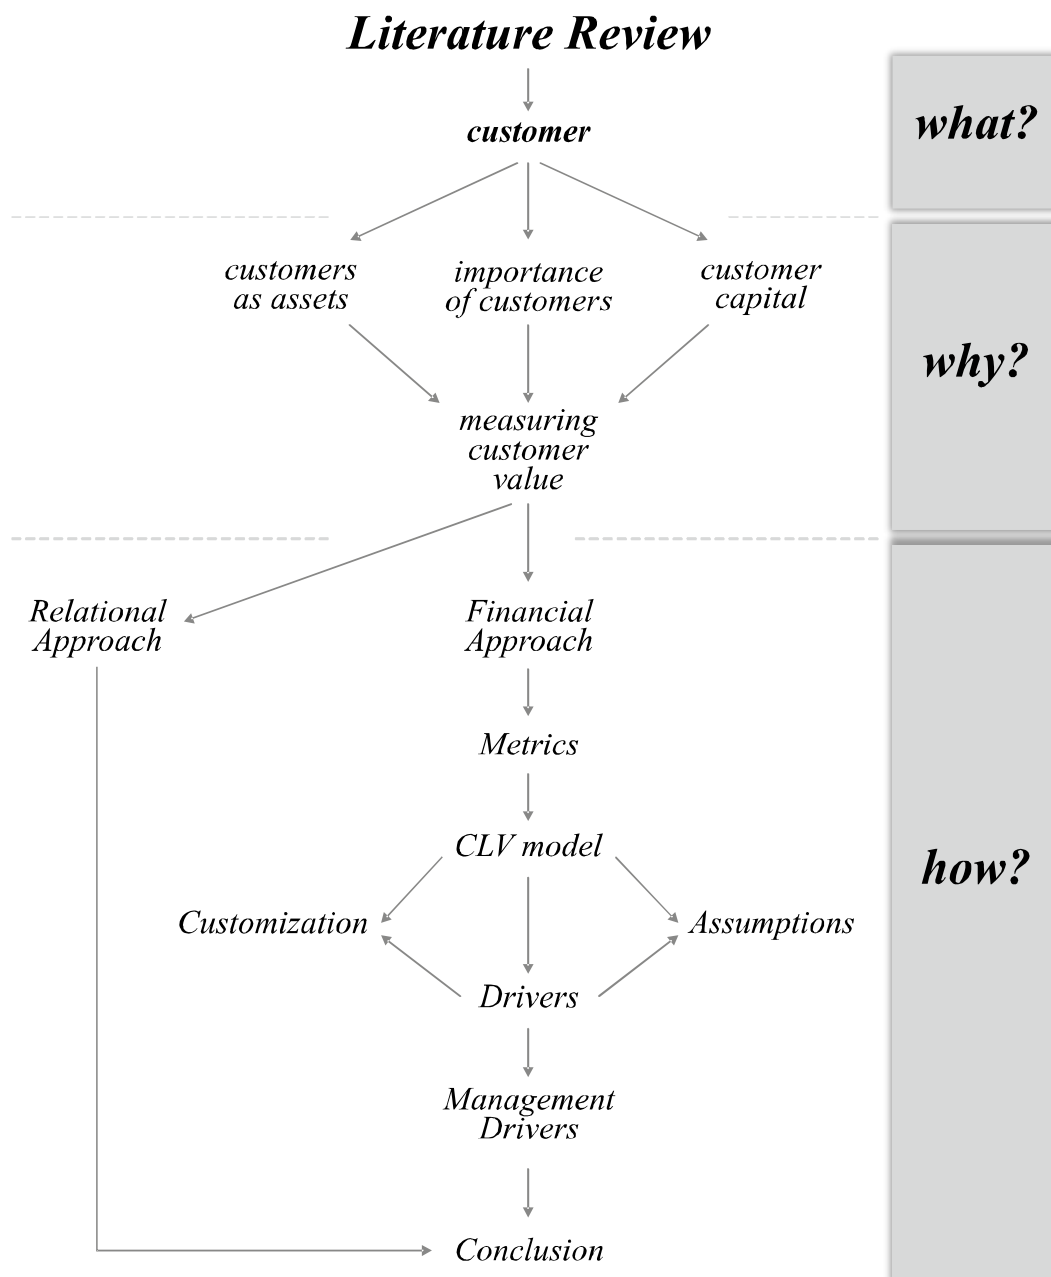 Literature Review
what?
customer
customers
as assets
importance
of customers
customer
capital
why?
measuring
customer
value
Relational
Approach
Financial
Approach
Metrics
CLV model
how?
Customization
Assumptions
Drivers
Management
Drivers
Conclusion